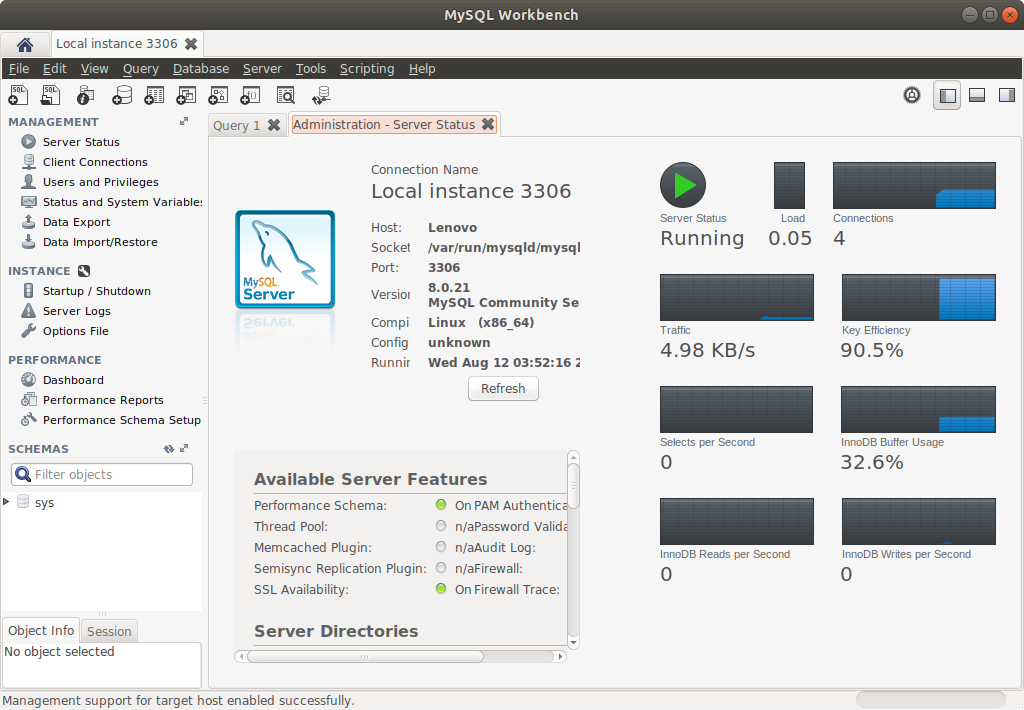 MySQL Workbench
Local instance 3306
File Edit View Query Database Server Tools Scripting Help
MANAGEMENT
Server Status
Client Connections
Users and Privileges
Status and System Variables
Data Export
Data Import/Restore
INSTANCE
Startup / Shutdown
Server Logs
Options File
PERFORMANCE
Dashboard
Performance Reports
Performance Schema Setup
SCHEMAS
Filter objects
sys
Object Info Session
No object selected
Query 1 Administration - Server Status
MySQL
Server
Connection Name
Local instance 3306
Host: Lenovo
Socket /var/run/mysqld/mysql
Port: 3306
Version 8.0.21
MySQL Community Se
Compi Linux (x86_64)
Config unknown
Runnin Wed Aug 12 03:52:16 2
Refresh
Available Server Features
Performance Schema: On PAM Authentica
Thread Pool: n/a Password Valida
Memcached Plugin: n/a Audit Log:
Semisync Replication Plugin: n/a Firewall:
SSL Availability: On Firewall Trace:
Server Directories
Server Status Load Connections
Running 0.05 4
Traffic Key Efficiency
4.98 KB/s 90.5%
Selects per Second InnoDB Buffer Usage
0 32.6%
InnoDB Reads per Second InnoDB Writes per Second
0 0
Management support for target host enabled successfully.